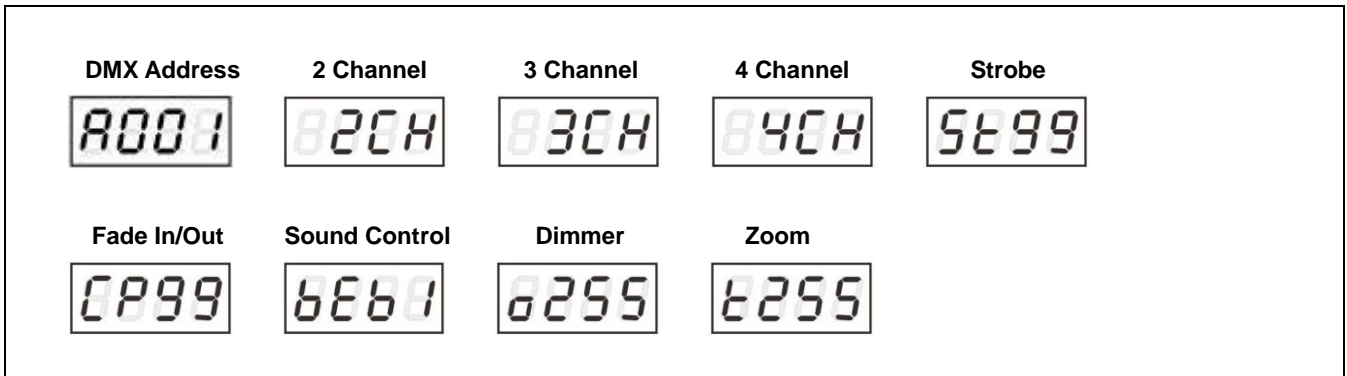 DMX Address 2 Channel 3 Channel 4 Channel Strobe
A001 2CH 3CH 4CH St99
Fade In/Out Sound Control Dimmer Zoom
CP99 bEb1 o255 t255